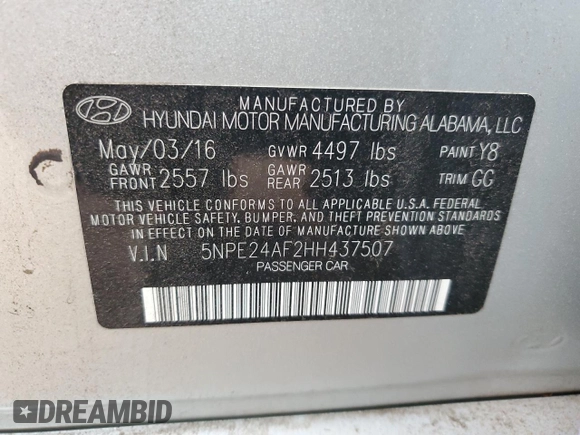 MANUFACTURED BY
HYUNDAI MOTOR MANUFACTURING ALABAMA, LLC
May/03/16 GVWR 4497 lbs PAINT Y8
GAWR FRONT 2557 lbs GAWR REAR 2513 lbs TRIM GG
THIS VEHICLE CONFORMS TO ALL APPLICABLE U.S.A. FEDERAL
MOTOR VEHICLE SAFETY, BUMPER, AND THEFT PREVENTION STANDARDS
IN EFFECT ON THE DATE OF MANUFACTURE SHOWN ABOVE.
V.I.N 5NPE24AF2HH437507
PASSENGER CAR
DREAMBID